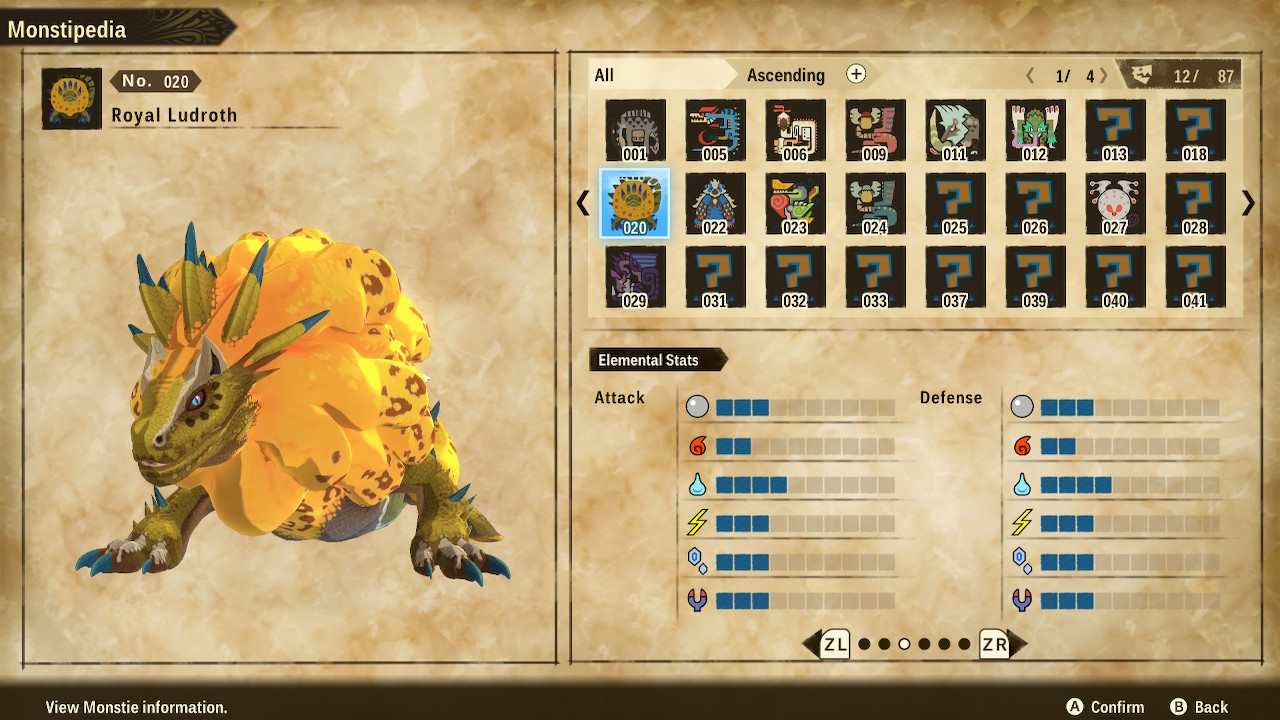 Monstipedia
No. 020
Royal Ludroth
All
Ascending
1/ 4
12/ 87
001 005 006 009 011 012 013 018
020 022 023 024 025 026 027 028
029 031 032 033 037 039 040 041
Elemental Stats
Attack
Defense
ZL
ZR
View Monstie information.
A Confirm
B Back